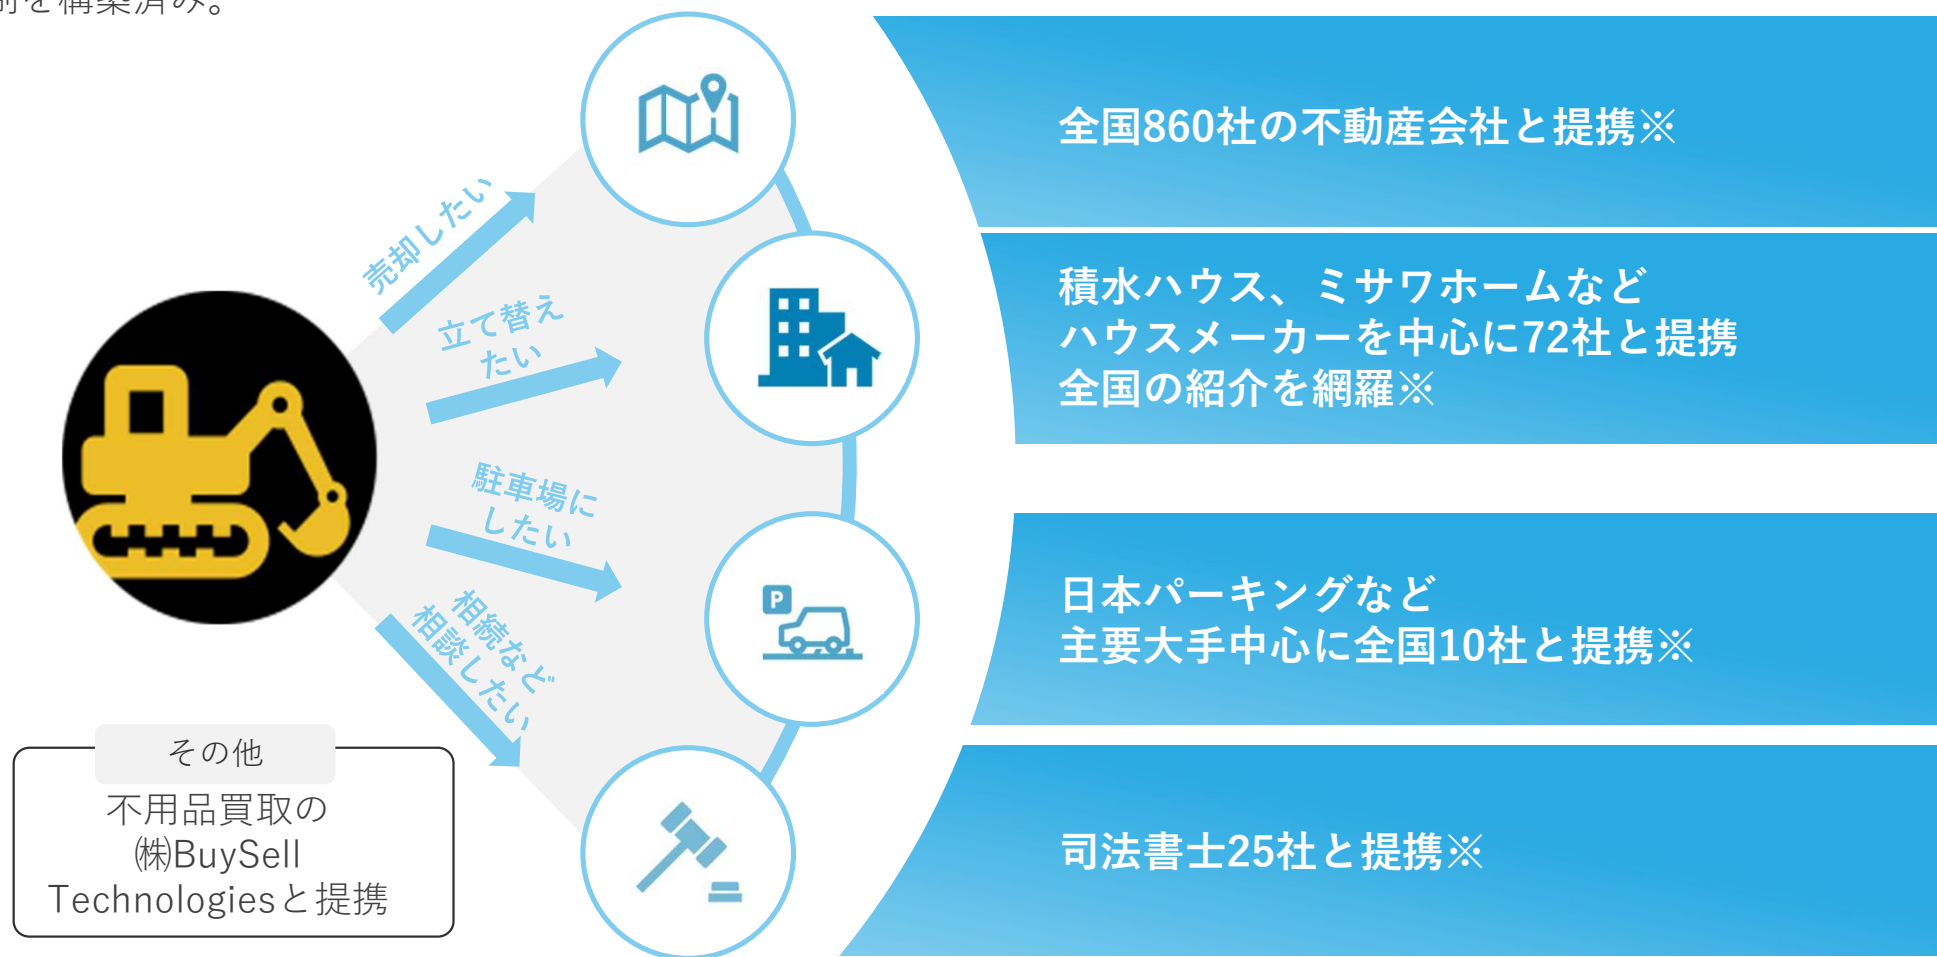 制を構築済み。
売却したい
立て替え
たい
駐車場に
したい
相続など
相談したい
全国860社の不動産会社と提携※
積水ハウス、ミサワホームなど
ハウスメーカーを中心に72社と提携
全国の紹介を網羅※
P
日本パーキングなど
主要大手中心に全国10社と提携※
司法書士25社と提携※
その他
不用品買取の
㈱BuySell
Technologiesと提携